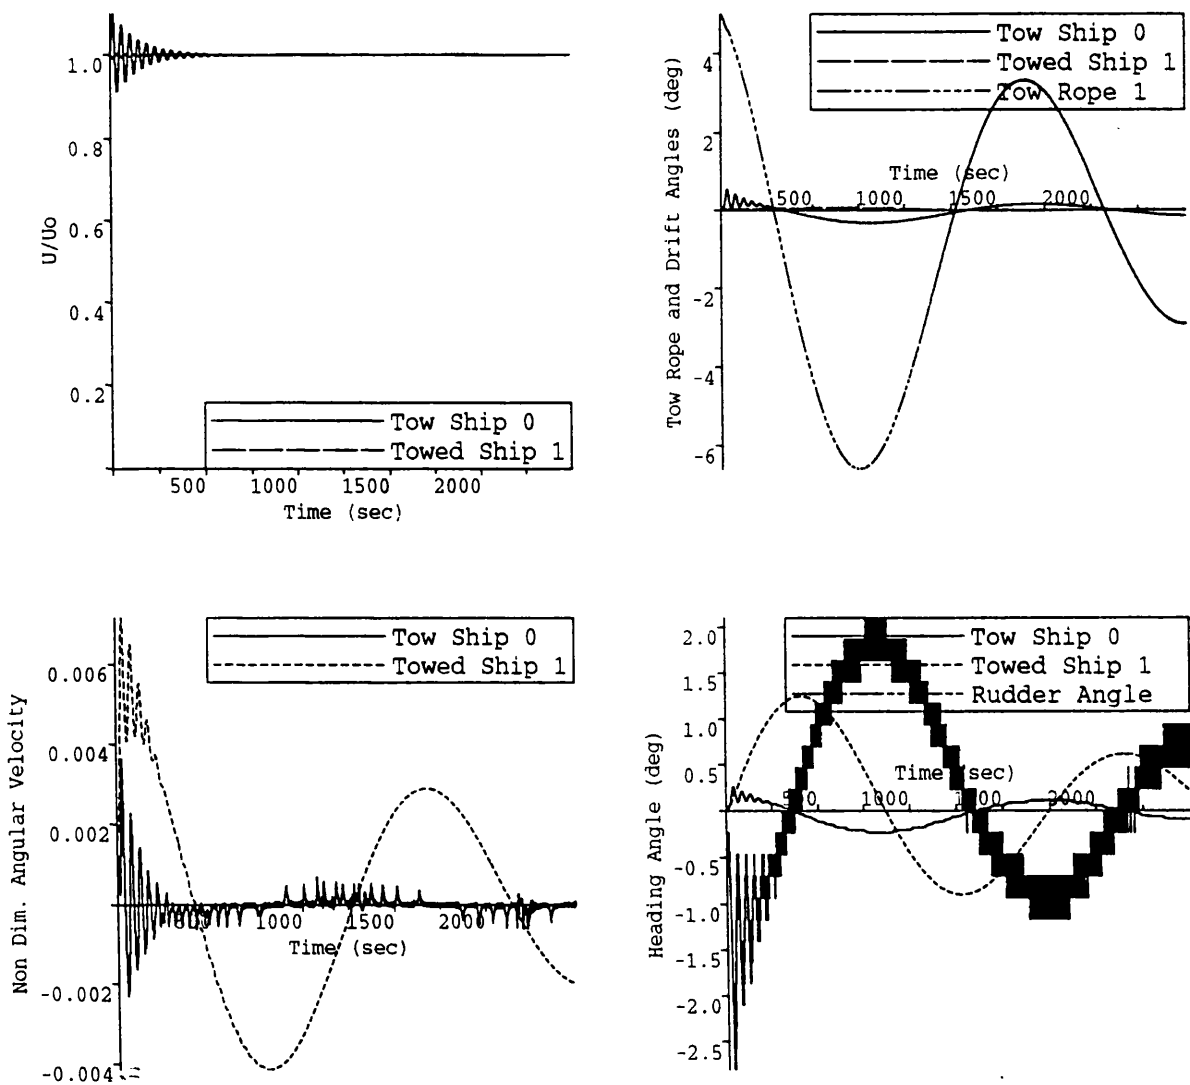 1.0
0.8
0.6
0.4
0.2
U/Uo
Tow Ship 0
Towed Ship 1
500 1000 1500 2000
Time (sec)
Tow Rope and Drift Angles (deg)
4
2
-2
-4
-6
Tow Ship 0
Towed Ship 1
Tow Rope 1
Time (sec)
500 1000 1500 2000
Non Dim. Angular Velocity
0.006
0.004
0.002
-0.002
-0.004
Tow Ship 0
Towed Ship 1
500 1000 1500 2000
Time (sec)
Heading Angle (deg)
2.0
1.5
1.0
0.5
-0.5
-1.0
-1.5
-2.0
-2.5
Tow Ship 0
Towed Ship 1
Rudder Angle
Time (sec)
1000 2000